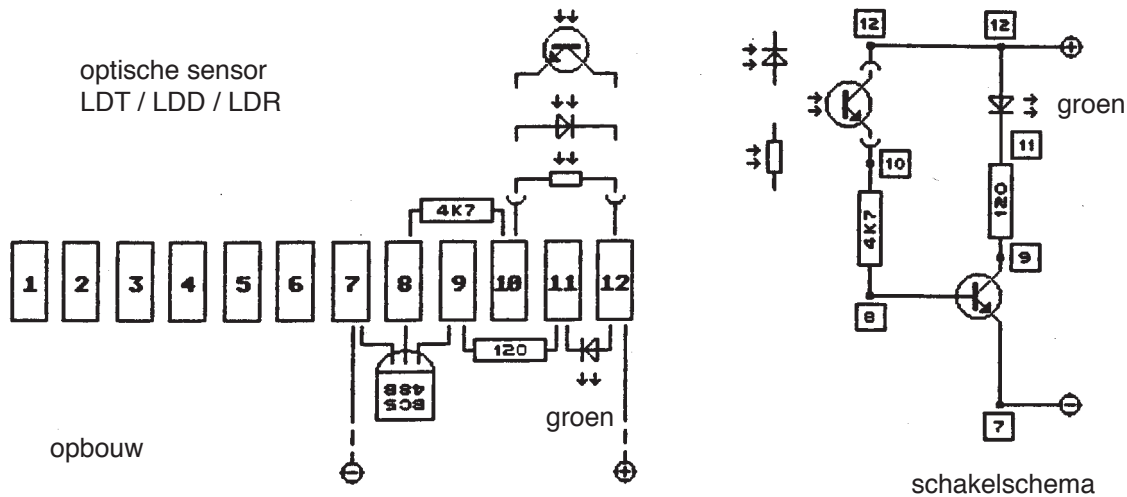 optische sensor
LDT / LDD / LDR
4K7
1 2 3 4 5 6 7 8 9 10 11 12
120
BC5
48B
groen
opbouw
⊖ ⊕
12 12
⊕
groen
11
10
4K7
120
9
8
⊖
7
schakelschema